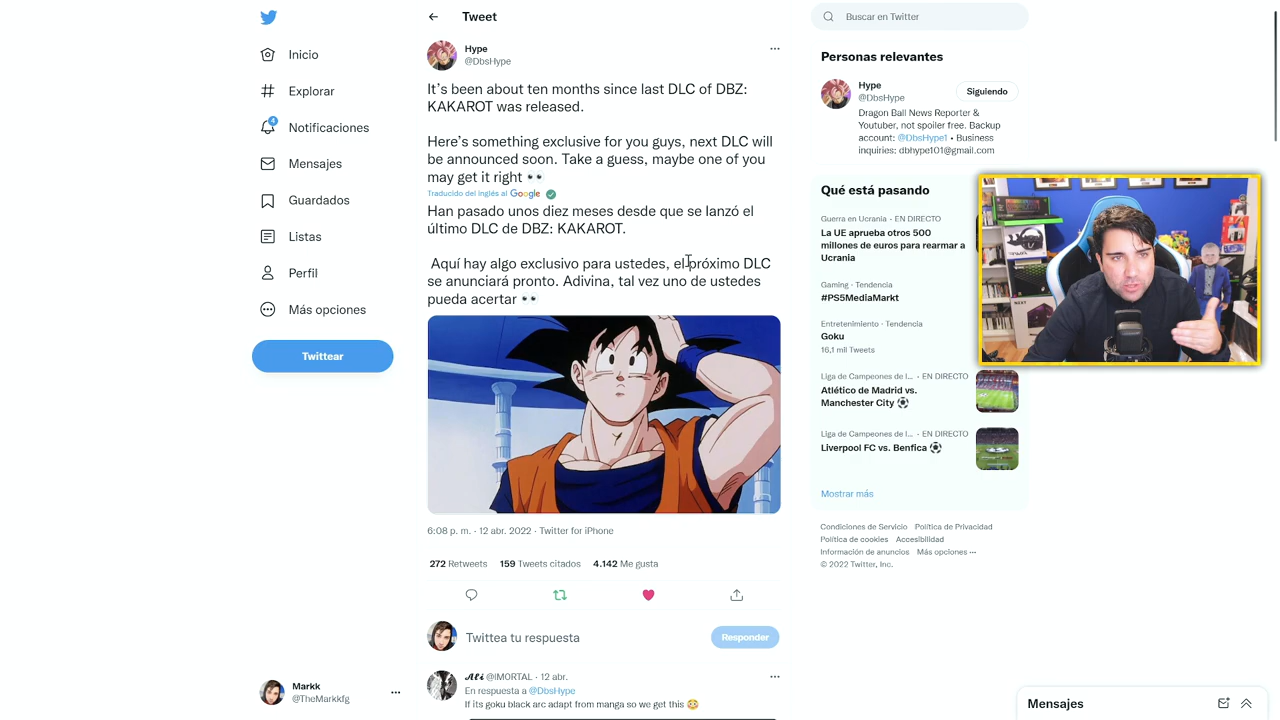 Inicio
Explorar
4
Notificaciones
Mensajes
Guardados
Listas
Perfil
Más opciones
Twittear
Markk
@TheMarkkfg
Tweet
Hype
@DbsHype
It's been about ten months since last DLC of DBZ:
KAKAROT was released.
Here's something exclusive for you guys, next DLC will
be announced soon. Take a guess, maybe one of you
may get it right 👀
Traducido del inglés al Google
Han pasado unos diez meses desde que se lanzó el
último DLC de DBZ: KAKAROT.
Aquí hay algo exclusivo para ustedes, el próximo DLC
se anunciará pronto. Adivina, tal vez uno de ustedes
pueda acertar 👀
6:08 p. m. · 12 abr. 2022 · Twitter for iPhone
272 Retweets 159 Tweets citados 4.142 Me gusta
Twittea tu respuesta
Responder
Ali @IMORTAL · 12 abr.
En respuesta a @DbsHype
If its goku black arc adapt from manga so we get this 😳
Buscar en Twitter
Personas relevantes
Hype
@DbsHype
Siguiendo
Dragon Ball News Reporter &
Youtuber, not spoiler free. Backup
account: @DbsHype1 • Business
inquiries: dbhype101@gmail.com
Qué está pasando
Guerra en Ucrania · EN DIRECTO
La UE aprueba otros 500
millones de euros para rearmar a
Ucrania
Gaming · Tendencia
#PS5MediaMarkt
Entretenimiento · Tendencia
Goku
16,1 mil Tweets
Liga de Campeones de l... · EN DIRECTO
Atlético de Madrid vs.
Manchester City ⚽
Liga de Campeones de l... · EN DIRECTO
Liverpool FC vs. Benfica ⚽
Mostrar más
Condiciones de Servicio Política de Privacidad
Política de cookies Accesibilidad
Información de anuncios Más opciones ···
© 2022 Twitter, Inc.
Mensajes